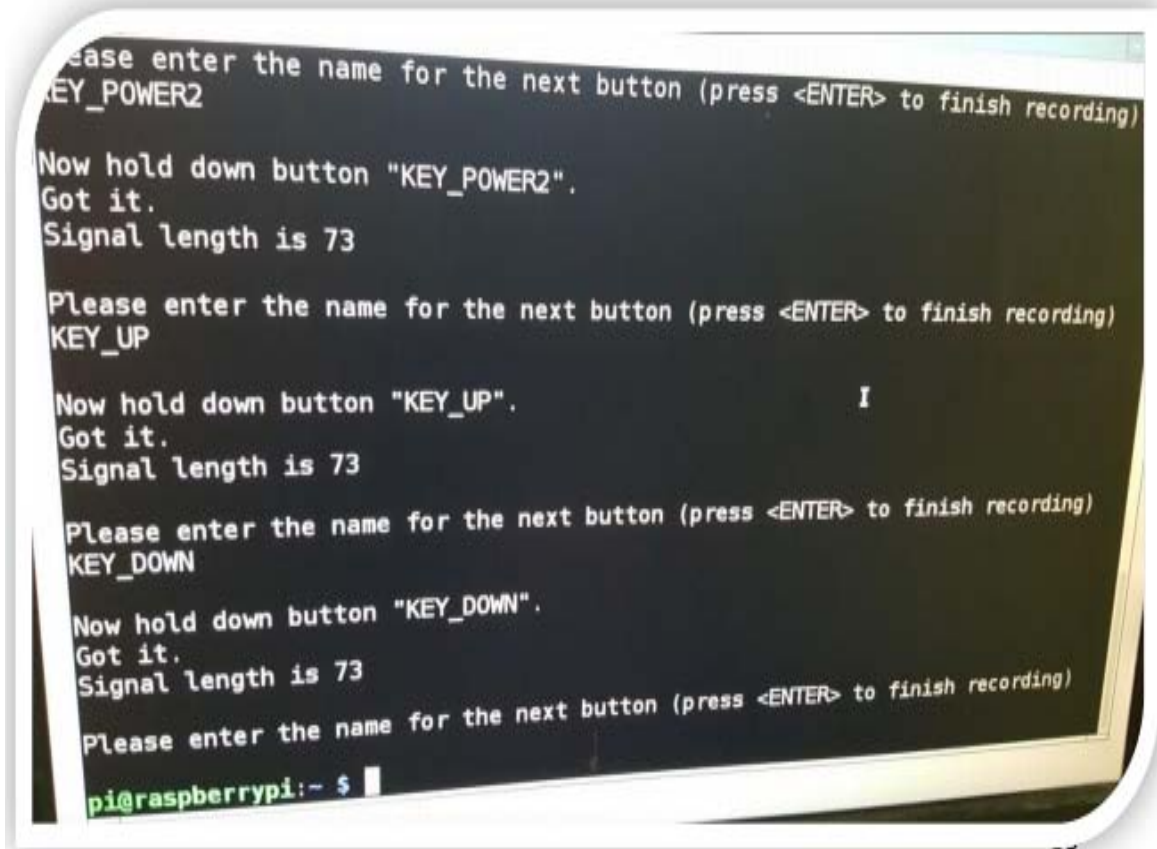 ease enter the name for the next button (press <ENTER> to finish recording)
KEY_POWER2
Now hold down button "KEY_POWER2".
Got it.
Signal length is 73
Please enter the name for the next button (press <ENTER> to finish recording)
KEY_UP
Now hold down button "KEY_UP".
Got it.
Signal length is 73
Please enter the name for the next button (press <ENTER> to finish recording)
KEY_DOWN
Now hold down button "KEY_DOWN".
Got it.
Signal length is 73
Please enter the name for the next button (press <ENTER> to finish recording)
pi@raspberrypi:~ $